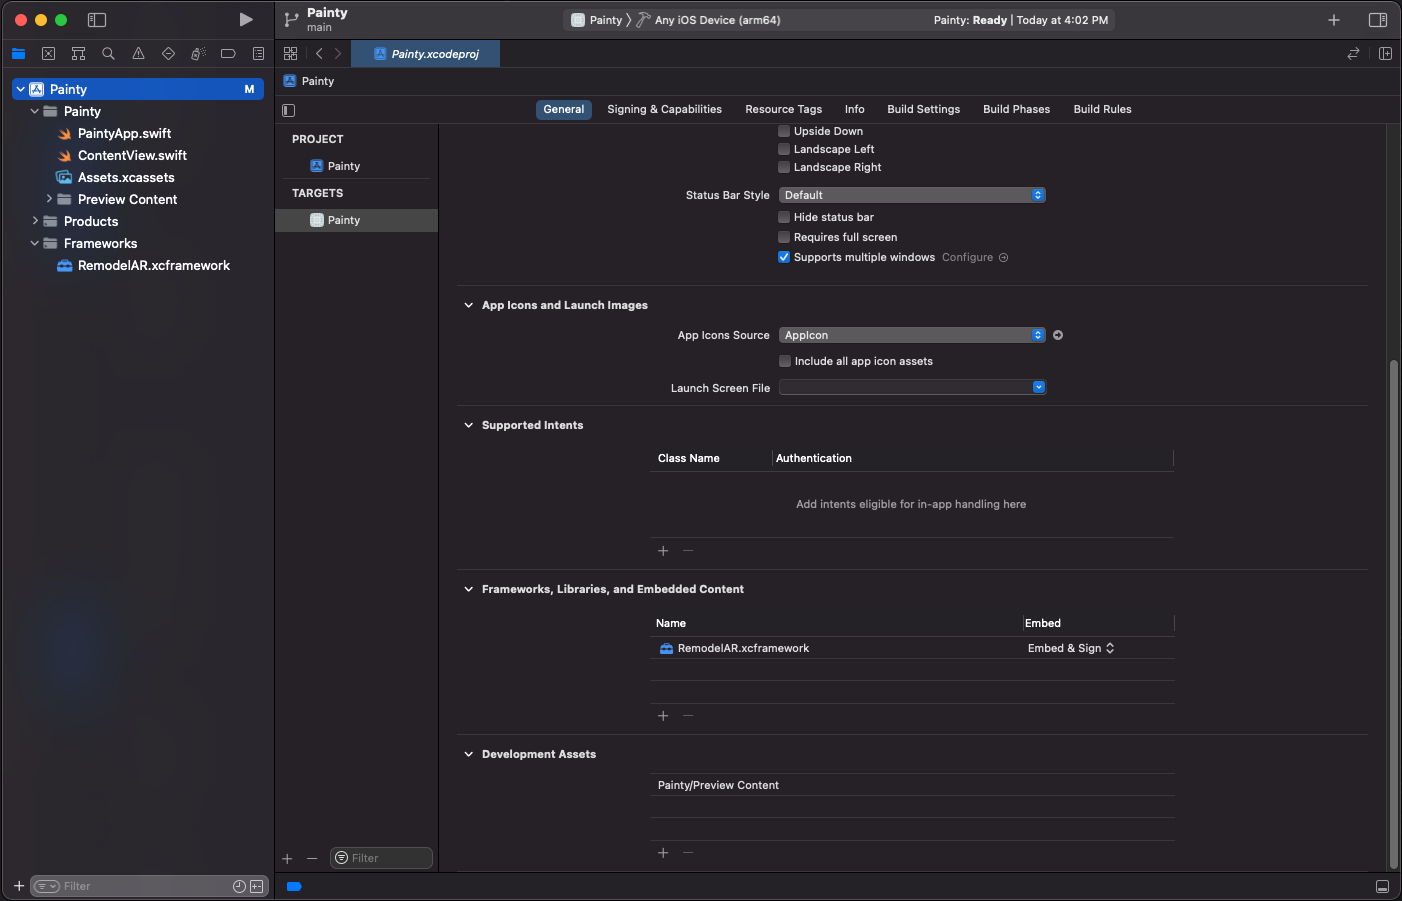 Painty
main
Painty
Any iOS Device (arm64)
Painty: Ready | Today at 4:02 PM
Painty.xcodeproj
Painty M
Painty
PaintyApp.swift
ContentView.swift
Assets.xcassets
Preview Content
Products
Frameworks
RemodelAR.xcframework
Filter
Painty
General Signing & Capabilities Resource Tags Info Build Settings Build Phases Build Rules
PROJECT
Painty
TARGETS
Painty
Filter
Upside Down
Landscape Left
Landscape Right
Status Bar Style Default
Hide status bar
Requires full screen
Supports multiple windows Configure
App Icons and Launch Images
App Icons Source AppIcon
Include all app icon assets
Launch Screen File
Supported Intents
Class Name Authentication
Add intents eligible for in-app handling here
Frameworks, Libraries, and Embedded Content
Name Embed
RemodelAR.xcframework Embed & Sign
Development Assets
Painty/Preview Content